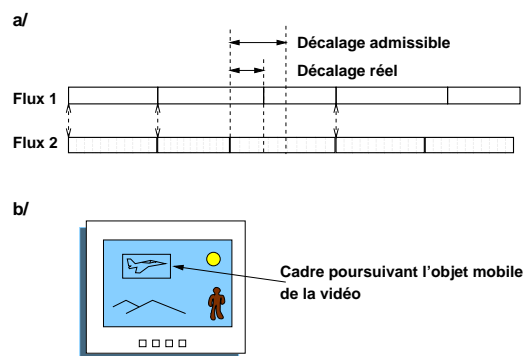 a/
Décalage admissible
Décalage réel
Flux 1
Flux 2
b/
Cadre poursuivant l'objet mobile
de la vidéo